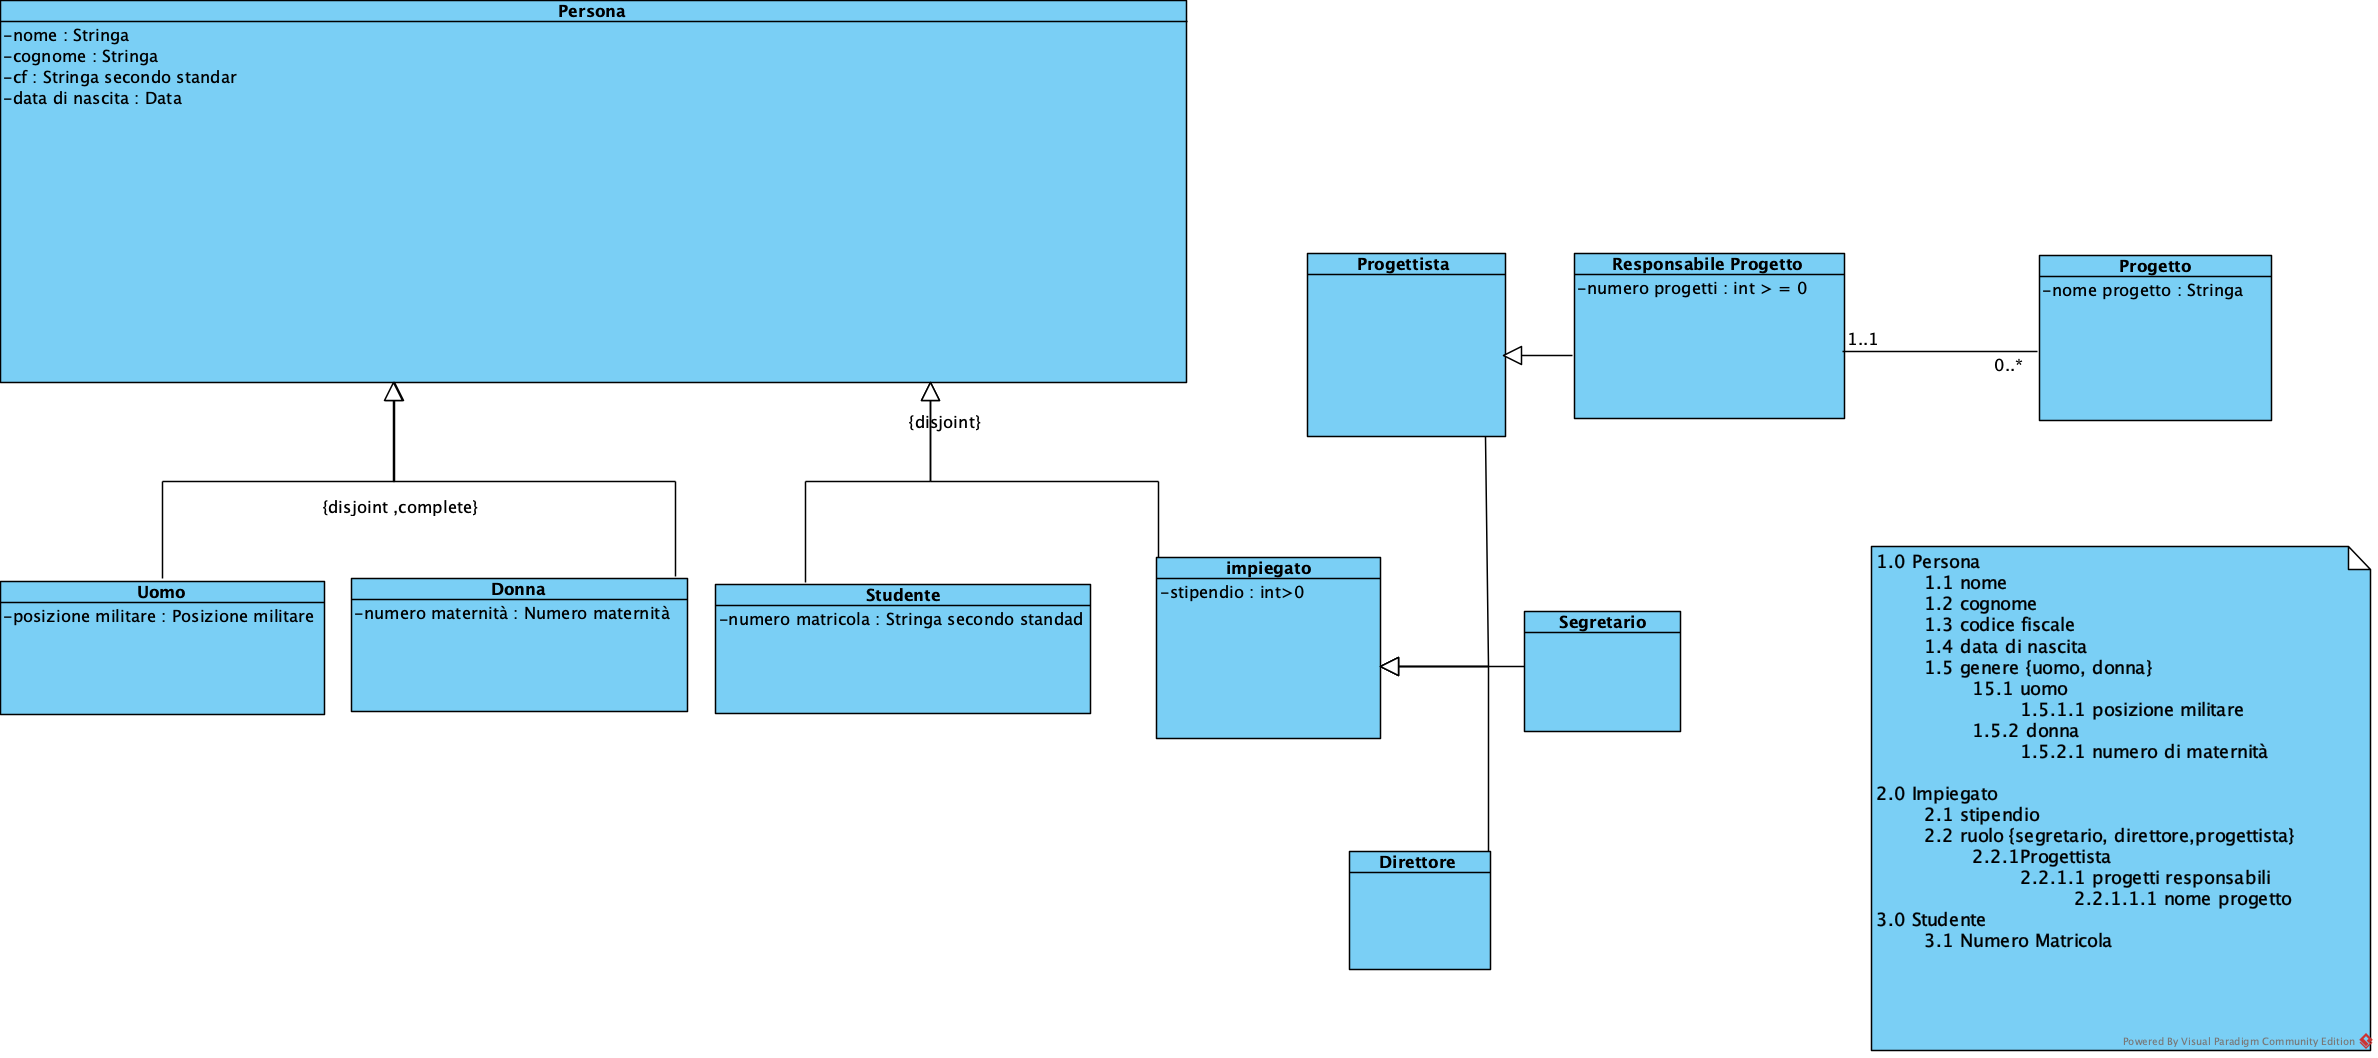 Persona
-nome : Stringa
-cognome : Stringa
-cf : Stringa secondo standar
-data di nascita : Data
{disjoint ,complete}
{disjoint}
Uomo
-posizione militare : Posizione militare
Donna
-numero maternità : Numero maternità
Studente
-numero matricola : Stringa secondo standad
impiegato
-stipendio : int>0
Progettista
Responsabile Progetto
-numero progetti : int > = 0
1..1
0..*
Progetto
-nome progetto : Stringa
Segretario
Direttore
1.0 Persona
1.1 nome
1.2 cognome
1.3 codice fiscale
1.4 data di nascita
1.5 genere {uomo, donna}
15.1 uomo
1.5.1.1 posizione militare
1.5.2 donna
1.5.2.1 numero di maternità
2.0 Impiegato
2.1 stipendio
2.2 ruolo {segretario, direttore,progettista}
2.2.1Progettista
2.2.1.1 progetti responsabili
2.2.1.1.1 nome progetto
3.0 Studente
3.1 Numero Matricola
Powered By Visual Paradigm Community Edition